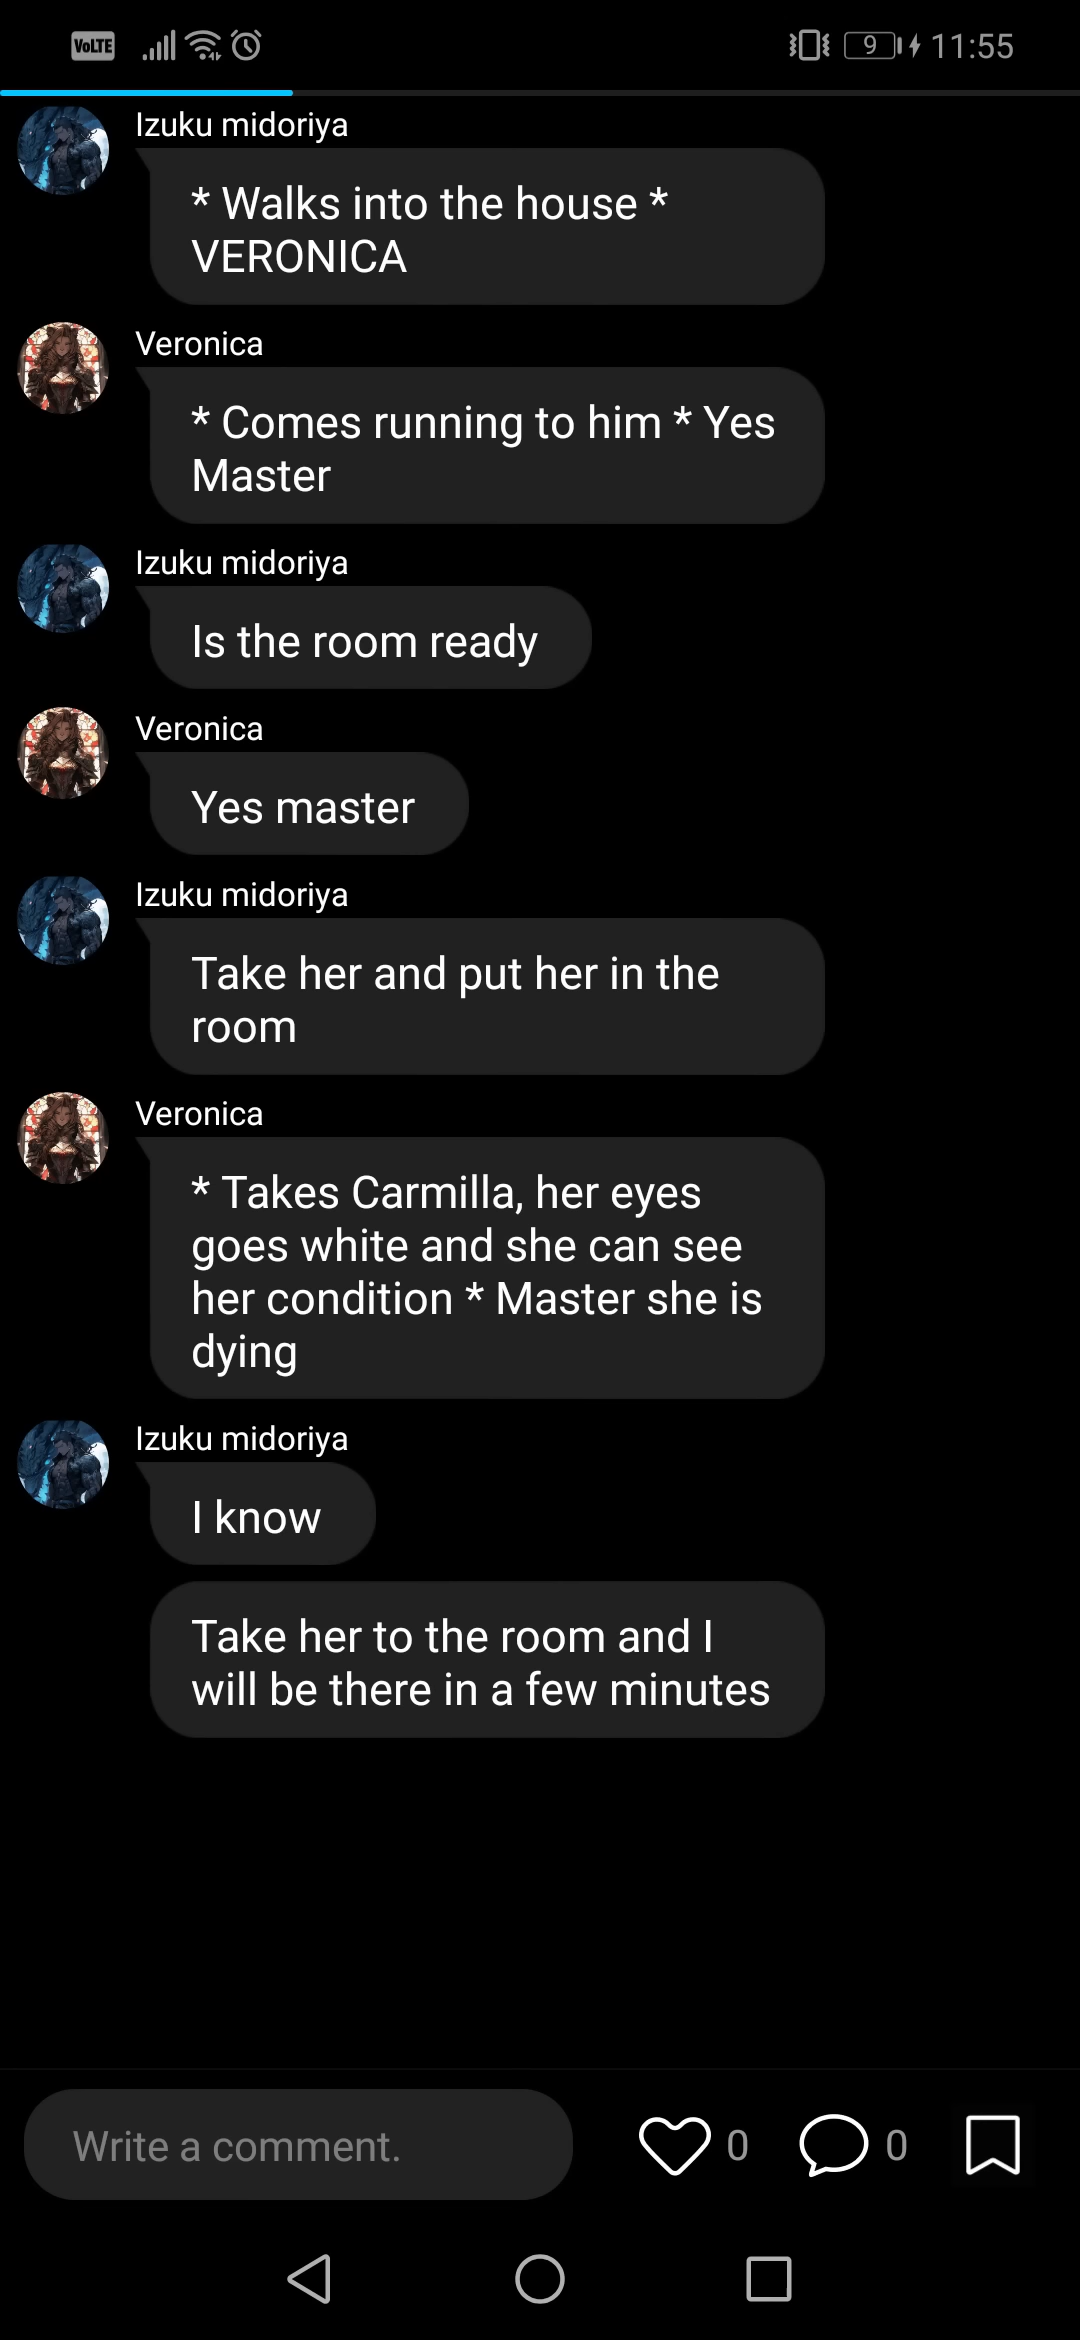 VoLTE 9 11:55
Izuku midoriya
* Walks into the house *
VERONICA
Veronica
* Comes running to him * Yes
Master
Izuku midoriya
Is the room ready
Veronica
Yes master
Izuku midoriya
Take her and put her in the
room
Veronica
* Takes Carmilla, her eyes
goes white and she can see
her condition * Master she is
dying
Izuku midoriya
I know
Take her to the room and I
will be there in a few minutes
Write a comment. 0 0